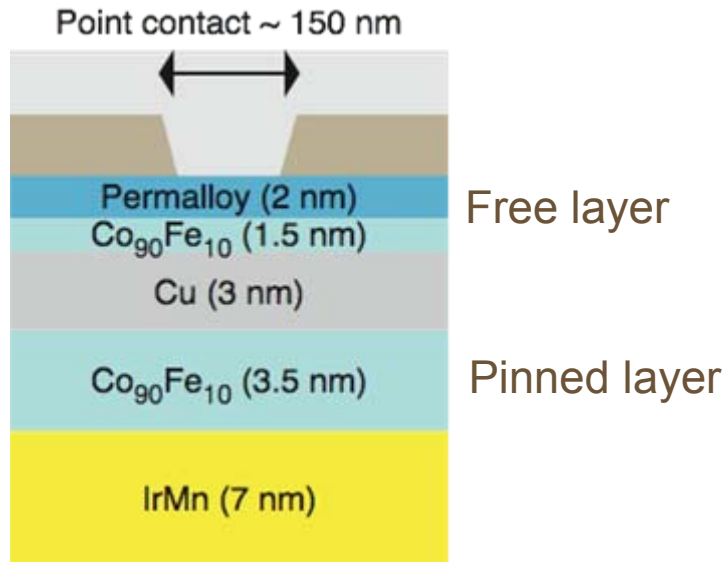 Point contact ~ 150 nm
Permalloy (2 nm)
Free layer
Co₉₀Fe₁₀ (1.5 nm)
Cu (3 nm)
Co₉₀Fe₁₀ (3.5 nm)
Pinned layer
IrMn (7 nm)